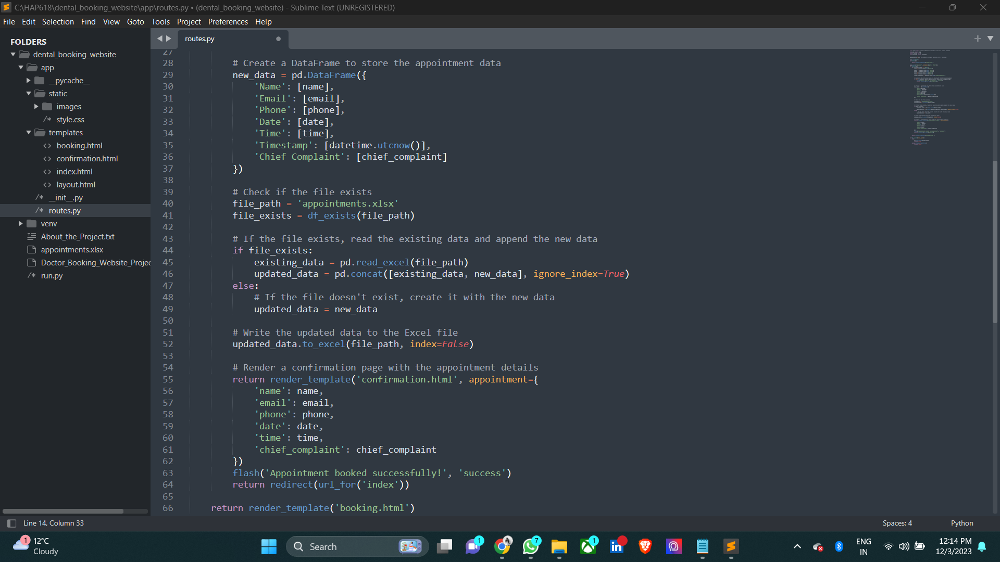 C:\HAP618\dental_booking_website\app\routes.py • (dental_booking_website) - Sublime Text (UNREGISTERED)
File Edit Selection Find View Goto Tools Project Preferences Help
FOLDERS
dental_booking_website
app
__pycache__
static
images
/* style.css
templates
<> booking.html
<> confirmation.html
<> index.html
<> layout.html
/* __init__.py
/* routes.py
venv
About_the_Project.txt
appointments.xlsx
Doctor_Booking_Website_Projec
/* run.py
routes.py
27
28 # Create a DataFrame to store the appointment data
29 new_data = pd.DataFrame({
30 'Name': [name],
31 'Email': [email],
32 'Phone': [phone],
33 'Date': [date],
34 'Time': [time],
35 'Timestamp': [datetime.utcnow()],
36 'Chief Complaint': [chief_complaint]
37 })
38
39 # Check if the file exists
40 file_path = 'appointments.xlsx'
41 file_exists = df_exists(file_path)
42
43 # If the file exists, read the existing data and append the new data
44 if file_exists:
45 existing_data = pd.read_excel(file_path)
46 updated_data = pd.concat([existing_data, new_data], ignore_index=True)
47 else:
48 # If the file doesn't exist, create it with the new data
49 updated_data = new_data
50
51 # Write the updated data to the Excel file
52 updated_data.to_excel(file_path, index=False)
53
54 # Render a confirmation page with the appointment details
55 return render_template('confirmation.html', appointment={
56 'name': name,
57 'email': email,
58 'phone': phone,
59 'date': date,
60 'time': time,
61 'chief_complaint': chief_complaint
62 })
63 flash('Appointment booked successfully!', 'success')
64 return redirect(url_for('index'))
65
66 return render_template('booking.html')
Line 14, Column 33
Spaces: 4
Python
1
12°C
Cloudy
Search
1
7
1
ENG
IN
12:14 PM
12/3/2023